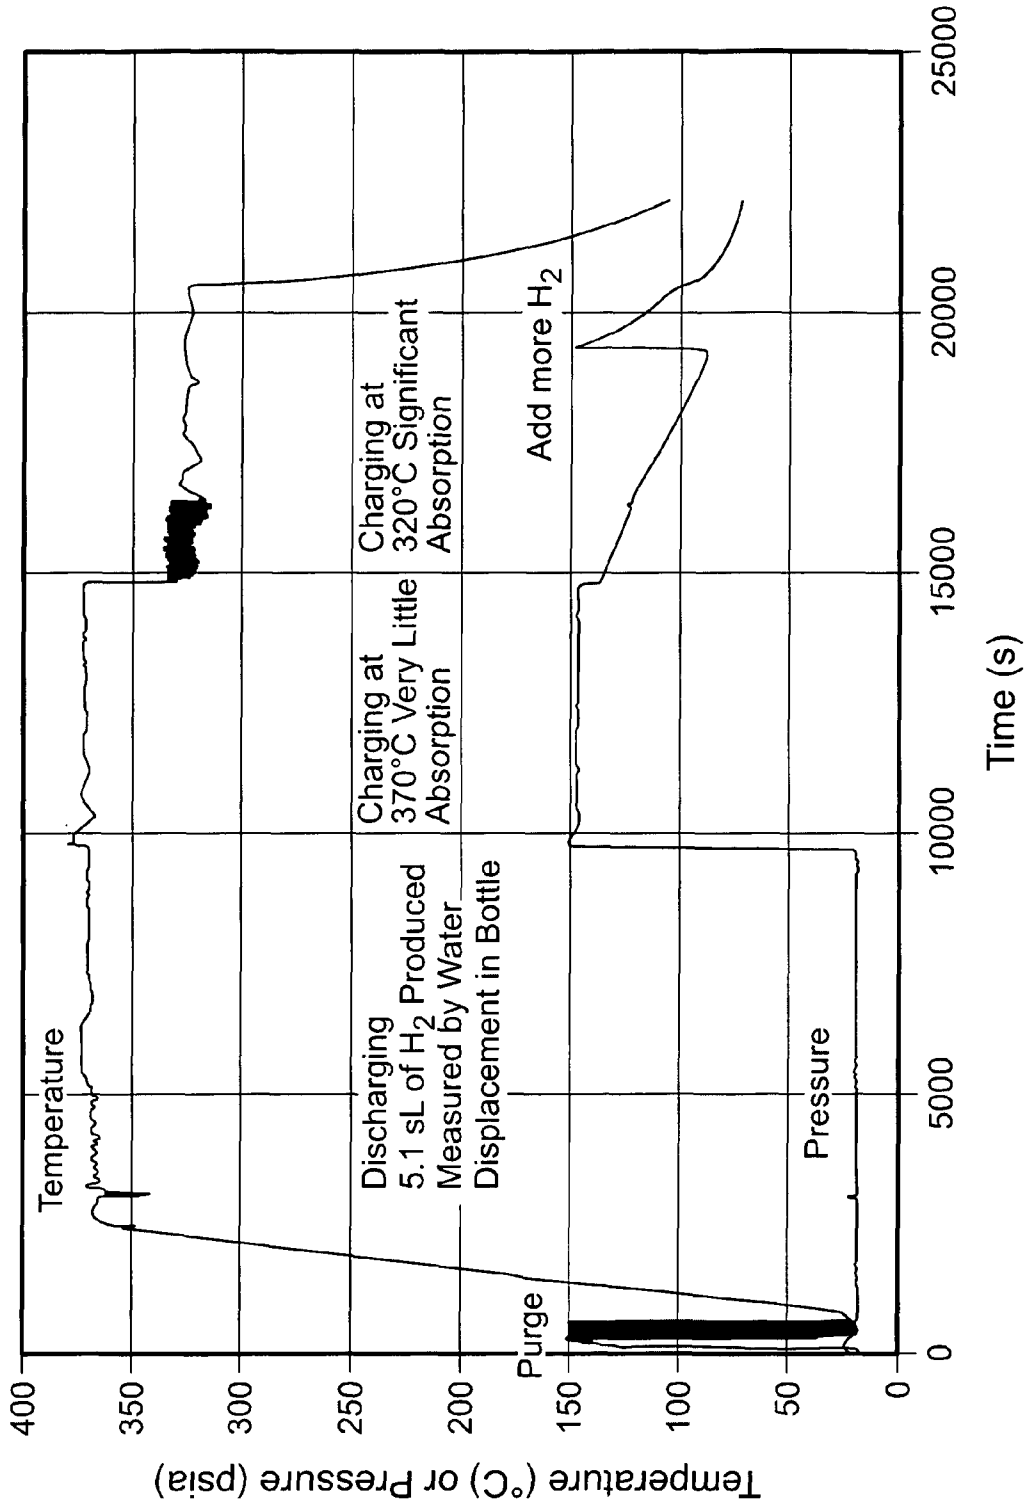 Temperature (°C) or Pressure (psia)
400
350
300
250
200
150
100
50
0
Temperature
Purge
Discharging
5.1 sL of H2 Produced
Measured by Water
Displacement in Bottle
Charging at
370°C Very Little
Absorption
Charging at
320°C Significant
Absorption
Add more H2
Pressure
0
5000
10000
15000
20000
25000
Time (s)